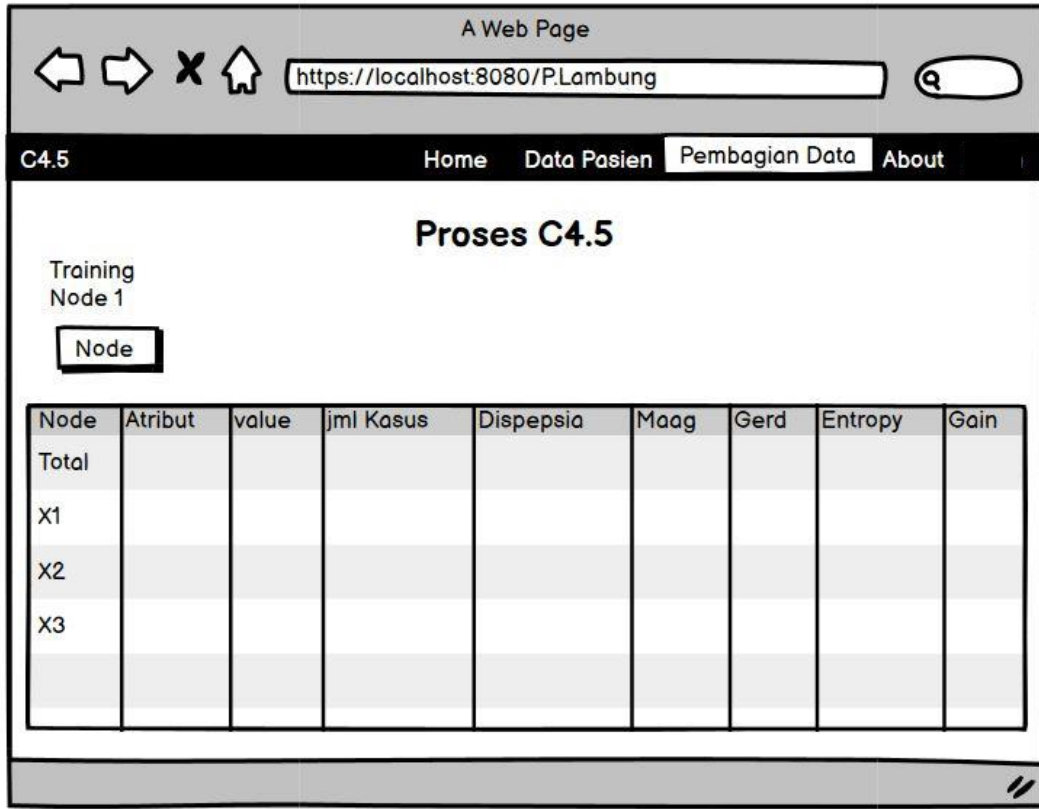 A Web Page
https://localhost:8080/P.Lambung
C4.5 Home Data Pasien Pembagian Data About
Proses C4.5
Training
Node 1
Node
Node Atribut value jml Kasus Dispepsia Maag Gerd Entropy Gain
Total
X1
X2
X3